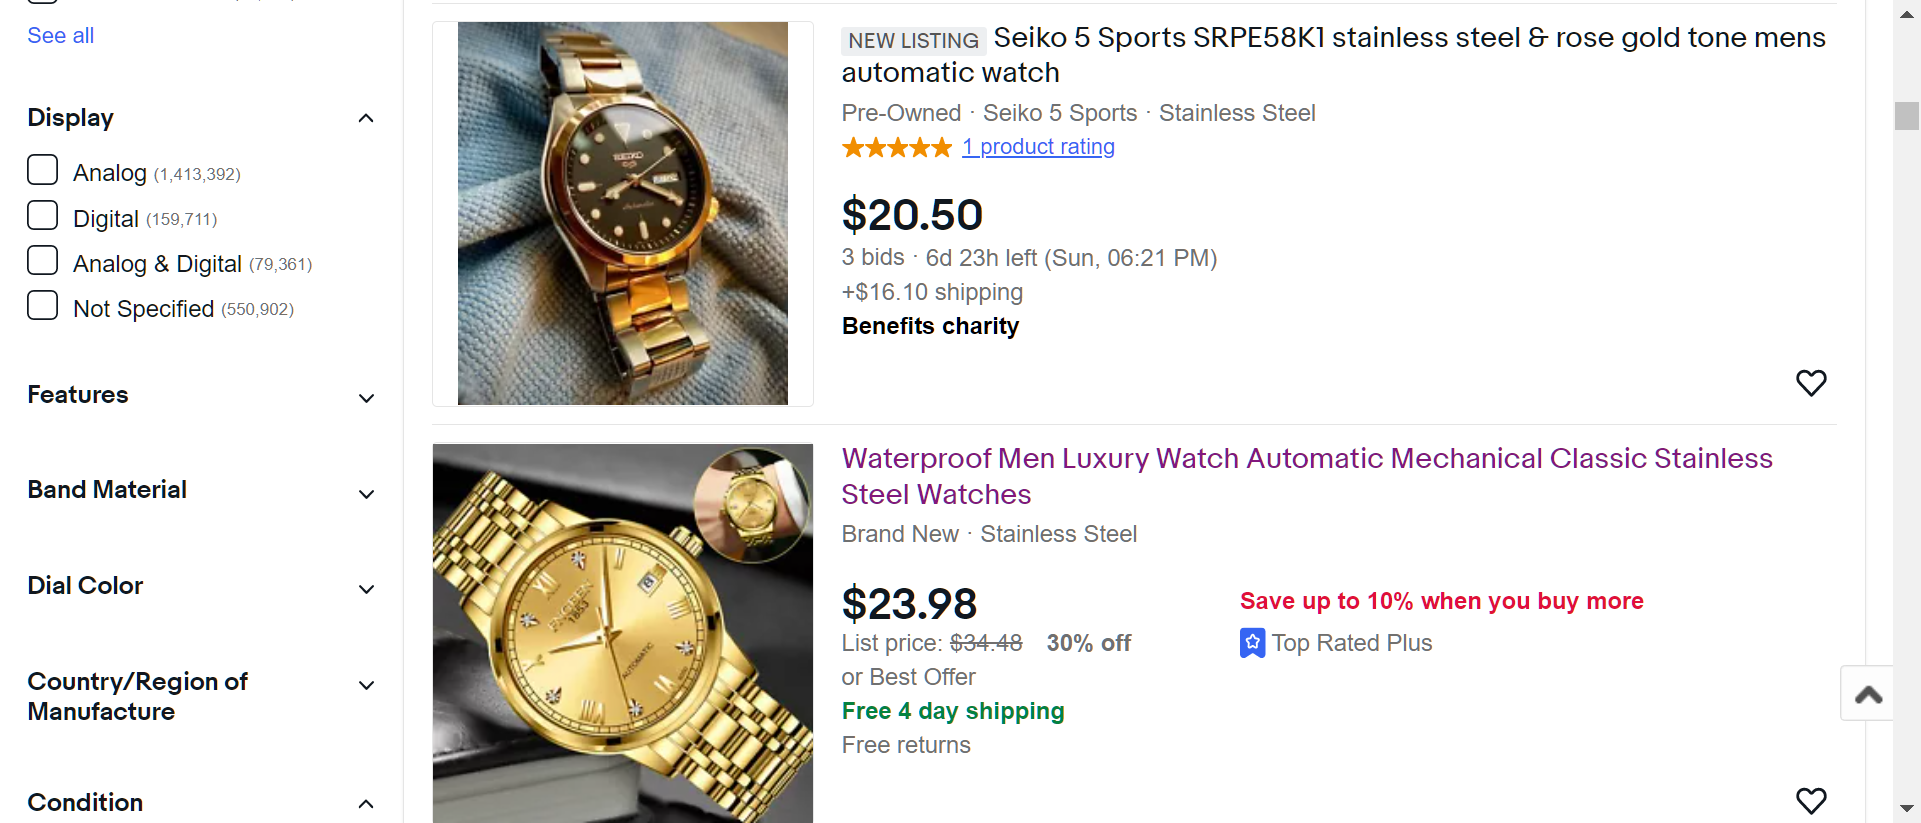 See all
Display
Analog (1,413,392)
Digital (159,711)
Analog & Digital (79,361)
Not Specified (550,902)
Features
Band Material
Dial Color
Country/Region of
Manufacture
Condition
NEW LISTING Seiko 5 Sports SRPE58K1 stainless steel & rose gold tone mens
automatic watch
Pre-Owned · Seiko 5 Sports · Stainless Steel
1 product rating
$20.50
3 bids · 6d 23h left (Sun, 06:21 PM)
+$16.10 shipping
Benefits charity
SEIKO
Waterproof Men Luxury Watch Automatic Mechanical Classic Stainless
Steel Watches
Brand New · Stainless Steel
$23.98
List price: $34.48 30% off
or Best Offer
Free 4 day shipping
Free returns
Save up to 10% when you buy more
Top Rated Plus
AUTOMATIC